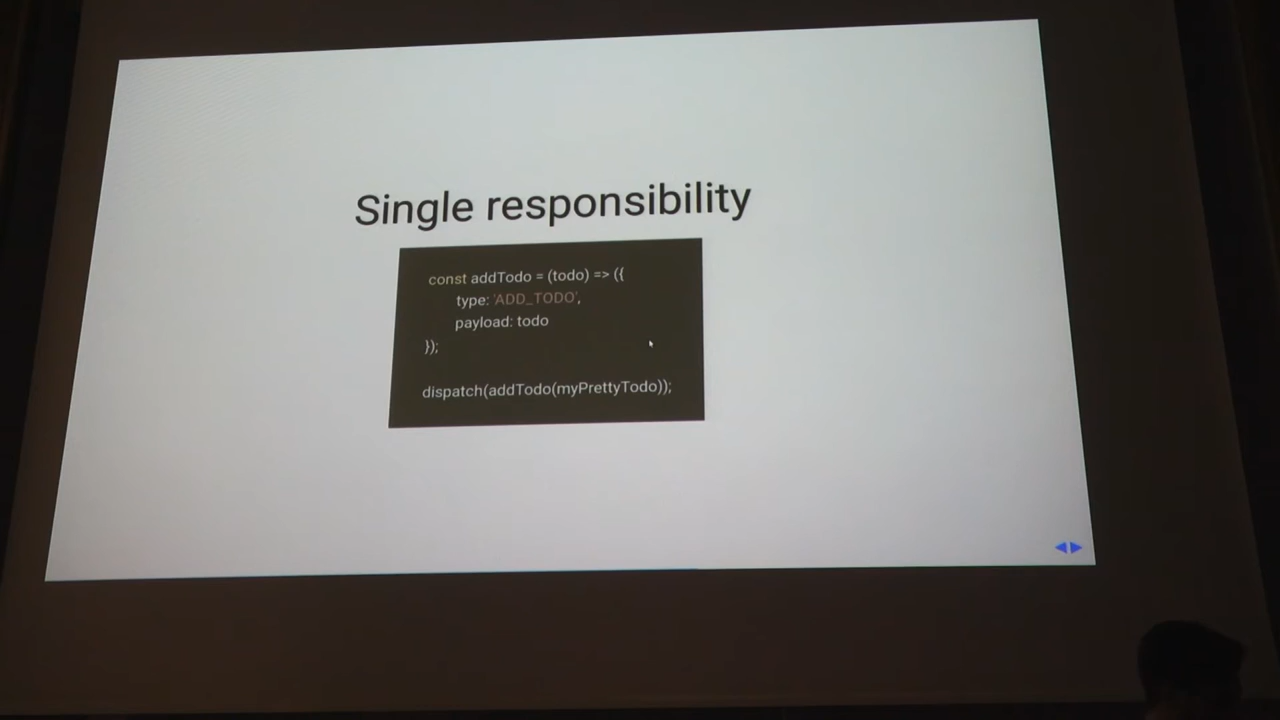 Single responsibility
const addTodo = (todo) => ({
type: 'ADD_TODO',
payload: todo
});
dispatch(addTodo(myPrettyTodo));